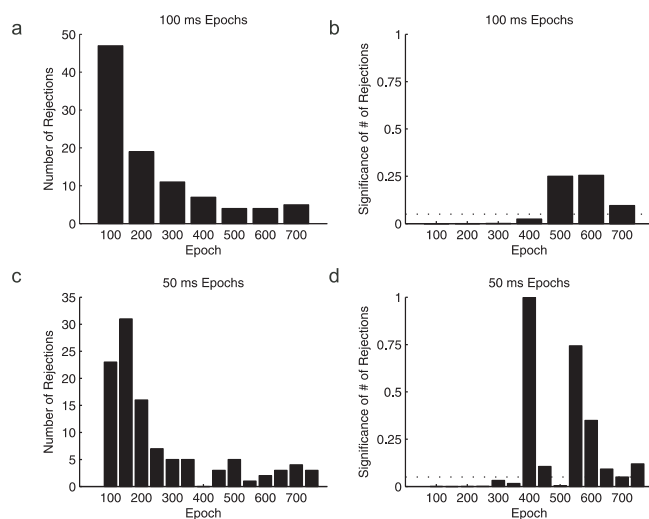 a
100 ms Epochs
Number of Rejections
50
40
30
20
10
0
100 200 300 400 500 600 700
Epoch
b
100 ms Epochs
Significance of # of Rejections
1
0.75
0.5
0.25
0
100 200 300 400 500 600 700
Epoch
c
50 ms Epochs
Number of Rejections
35
30
25
20
15
10
5
0
100 200 300 400 500 600 700
Epoch
d
50 ms Epochs
Significance of # of Rejections
1
0.75
0.5
0.25
0
100 200 300 400 500 600 700
Epoch